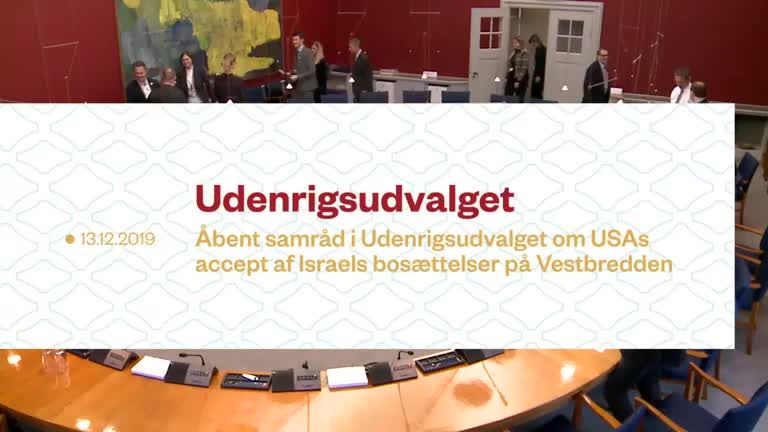 Udenrigsudvalget
13.12.2019
Åbent samråd i Udenrigsudvalget om USAs
accept af Israels bosættelser på Vestbredden